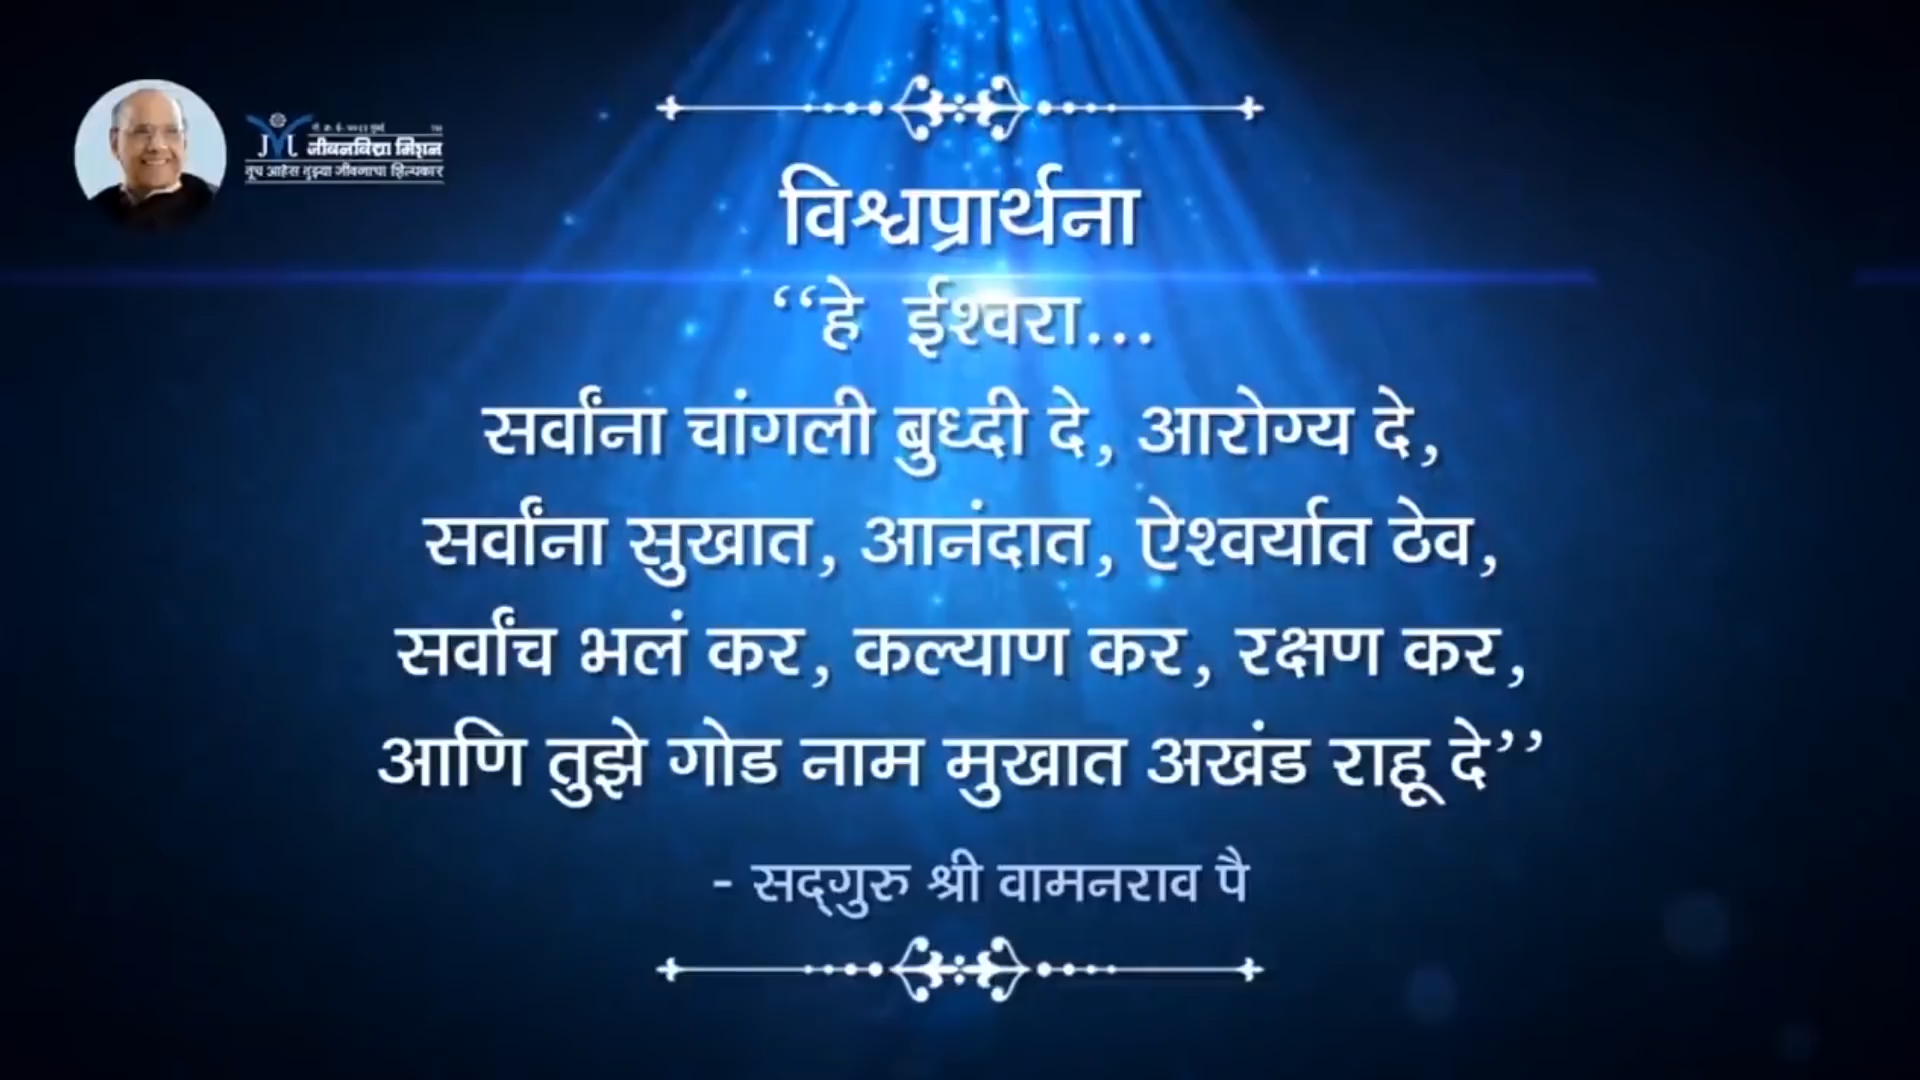 जीवनविद्या मिशन
तूच आहेस तुझ्या जीवनाचा शिल्पकार
विश्वप्रार्थना
‘‘हे ईश्वरा...
सर्वांना चांगली बुध्दी दे, आरोग्य दे,
सर्वांना सुखात, आनंदात, ऐश्वर्यात ठेव,
सर्वांच भलं कर, कल्याण कर, रक्षण कर,
आणि तुझे गोड नाम मुखात अखंड राहू दे’’
- सद्‌गुरु श्री वामनराव पै